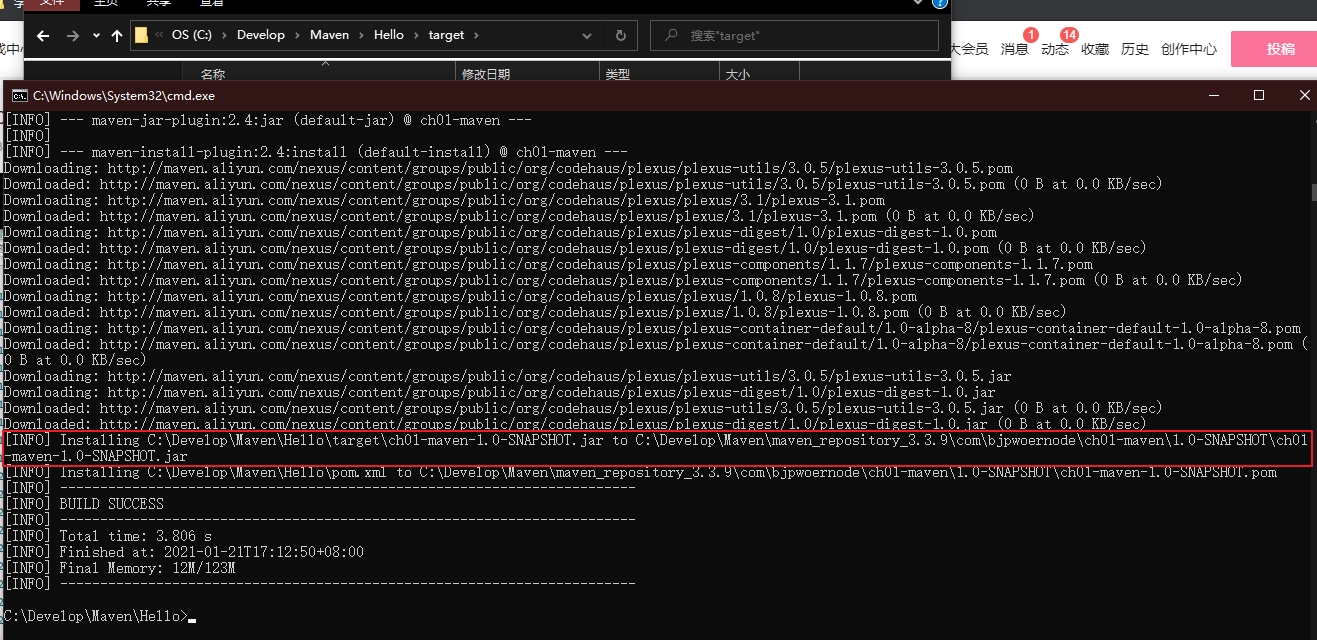 文件 主页 共享 查看
OS (C:) › Develop › Maven › Hello › target ›
搜索"target"
大会员 消息 1 动态 14 收藏 历史 创作中心 投稿
名称 修改日期 类型 大小
C:\Windows\System32\cmd.exe
[INFO] --- maven-jar-plugin:2.4:jar (default-jar) @ ch01-maven ---
[INFO]
[INFO] --- maven-install-plugin:2.4:install (default-install) @ ch01-maven ---
Downloading: http://maven.aliyun.com/nexus/content/groups/public/org/codehaus/plexus/plexus-utils/3.0.5/plexus-utils-3.0.5.pom
Downloaded: http://maven.aliyun.com/nexus/content/groups/public/org/codehaus/plexus/plexus-utils/3.0.5/plexus-utils-3.0.5.pom (0 B at 0.0 KB/sec)
Downloading: http://maven.aliyun.com/nexus/content/groups/public/org/codehaus/plexus/plexus/3.1/plexus-3.1.pom
Downloaded: http://maven.aliyun.com/nexus/content/groups/public/org/codehaus/plexus/plexus/3.1/plexus-3.1.pom (0 B at 0.0 KB/sec)
Downloading: http://maven.aliyun.com/nexus/content/groups/public/org/codehaus/plexus/plexus-digest/1.0/plexus-digest-1.0.pom
Downloaded: http://maven.aliyun.com/nexus/content/groups/public/org/codehaus/plexus/plexus-digest/1.0/plexus-digest-1.0.pom (0 B at 0.0 KB/sec)
Downloading: http://maven.aliyun.com/nexus/content/groups/public/org/codehaus/plexus/plexus-components/1.1.7/plexus-components-1.1.7.pom
Downloaded: http://maven.aliyun.com/nexus/content/groups/public/org/codehaus/plexus/plexus-components/1.1.7/plexus-components-1.1.7.pom (0 B at 0.0 KB/sec)
Downloading: http://maven.aliyun.com/nexus/content/groups/public/org/codehaus/plexus/plexus/1.0.8/plexus-1.0.8.pom
Downloaded: http://maven.aliyun.com/nexus/content/groups/public/org/codehaus/plexus/plexus/1.0.8/plexus-1.0.8.pom (0 B at 0.0 KB/sec)
Downloading: http://maven.aliyun.com/nexus/content/groups/public/org/codehaus/plexus/plexus-container-default/1.0-alpha-8/plexus-container-default-1.0-alpha-8.pom
Downloaded: http://maven.aliyun.com/nexus/content/groups/public/org/codehaus/plexus/plexus-container-default/1.0-alpha-8/plexus-container-default-1.0-alpha-8.pom (
0 B at 0.0 KB/sec)
Downloading: http://maven.aliyun.com/nexus/content/groups/public/org/codehaus/plexus/plexus-utils/3.0.5/plexus-utils-3.0.5.jar
Downloading: http://maven.aliyun.com/nexus/content/groups/public/org/codehaus/plexus/plexus-digest/1.0/plexus-digest-1.0.jar
Downloaded: http://maven.aliyun.com/nexus/content/groups/public/org/codehaus/plexus/plexus-utils/3.0.5/plexus-utils-3.0.5.jar (0 B at 0.0 KB/sec)
Downloaded: http://maven.aliyun.com/nexus/content/groups/public/org/codehaus/plexus/plexus-digest/1.0/plexus-digest-1.0.jar (0 B at 0.0 KB/sec)
[INFO] Installing C:\Develop\Maven\Hello\target\ch01-maven-1.0-SNAPSHOT.jar to C:\Develop\Maven\maven_repository_3.3.9\com\bjpwoernode\ch01-maven\1.0-SNAPSHOT\ch01
-maven-1.0-SNAPSHOT.jar
[INFO] Installing C:\Develop\Maven\Hello\pom.xml to C:\Develop\Maven\maven_repository_3.3.9\com\bjpwoernode\ch01-maven\1.0-SNAPSHOT\ch01-maven-1.0-SNAPSHOT.pom
[INFO] ------------------------------------------------------------------------
[INFO] BUILD SUCCESS
[INFO] ------------------------------------------------------------------------
[INFO] Total time: 3.806 s
[INFO] Finished at: 2021-01-21T17:12:50+08:00
[INFO] Final Memory: 12M/123M
[INFO] ------------------------------------------------------------------------
C:\Develop\Maven\Hello>